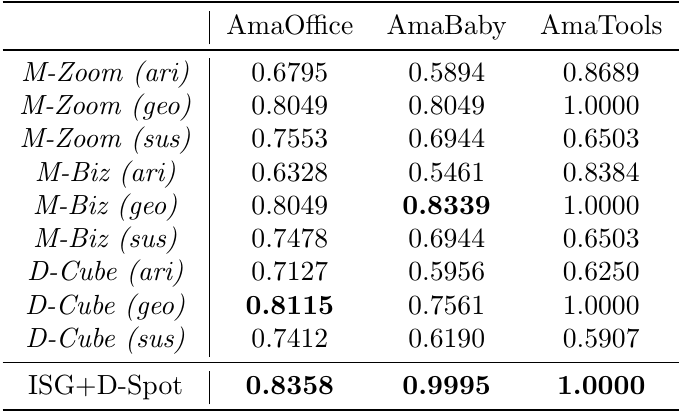 AmaOffice AmaBaby AmaTools
M-Zoom (ari) 0.6795 0.5894 0.8689
M-Zoom (geo) 0.8049 0.8049 1.0000
M-Zoom (sus) 0.7553 0.6944 0.6503
M-Biz (ari) 0.6328 0.5461 0.8384
M-Biz (geo) 0.8049 0.8339 1.0000
M-Biz (sus) 0.7478 0.6944 0.6503
D-Cube (ari) 0.7127 0.5956 0.6250
D-Cube (geo) 0.8115 0.7561 1.0000
D-Cube (sus) 0.7412 0.6190 0.5907
ISG+D-Spot 0.8358 0.9995 1.0000